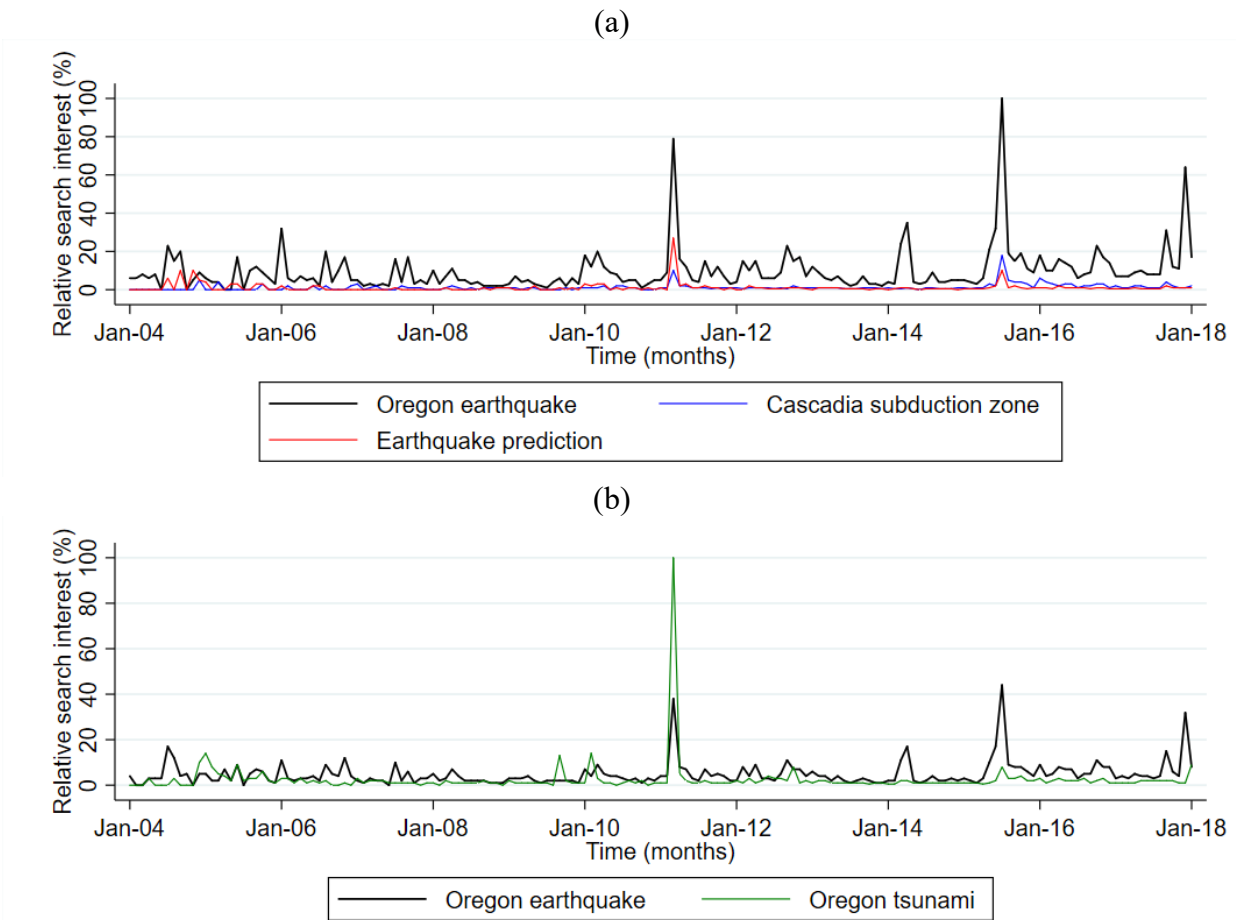 (a)
Relative search interest (%)
100
80
60
40
20
0
Jan-04 Jan-06 Jan-08 Jan-10 Jan-12 Jan-14 Jan-16 Jan-18
Time (months)
Oregon earthquake Cascadia subduction zone
Earthquake prediction
(b)
Relative search interest (%)
100
80
60
40
20
0
Jan-04 Jan-06 Jan-08 Jan-10 Jan-12 Jan-14 Jan-16 Jan-18
Time (months)
Oregon earthquake Oregon tsunami